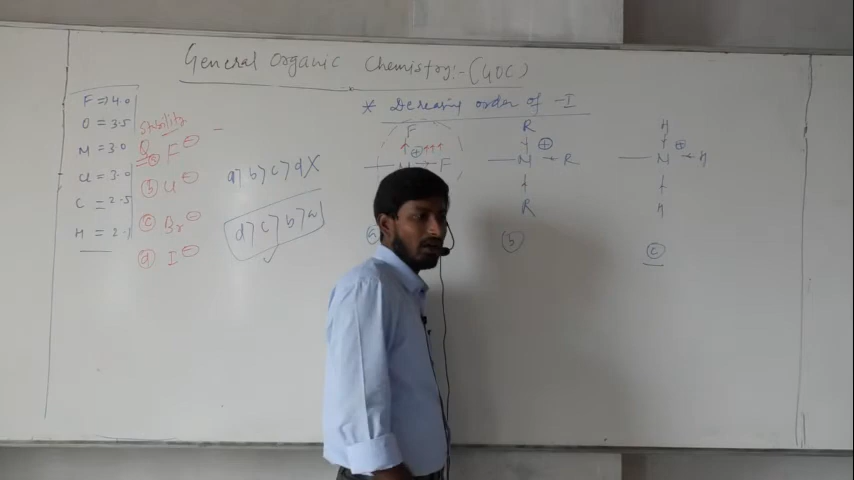 General Organic Chemistry:- (GOC)
* Decreasing order of -I
F => 4.0
O = 3.5
N = 3.0
Cl = 3.0
C = 2.5
H = 2.1
Stability
Q
ⓐ F⊖
ⓑ Cl⊖
ⓒ Br⊖
ⓓ I⊖
a > b > c > d X
d > c > b > a
✓
F
⊕
F
ⓐ
R
⊕
— N → R
R
ⓑ
H
⊕
— N → H
H
ⓒ